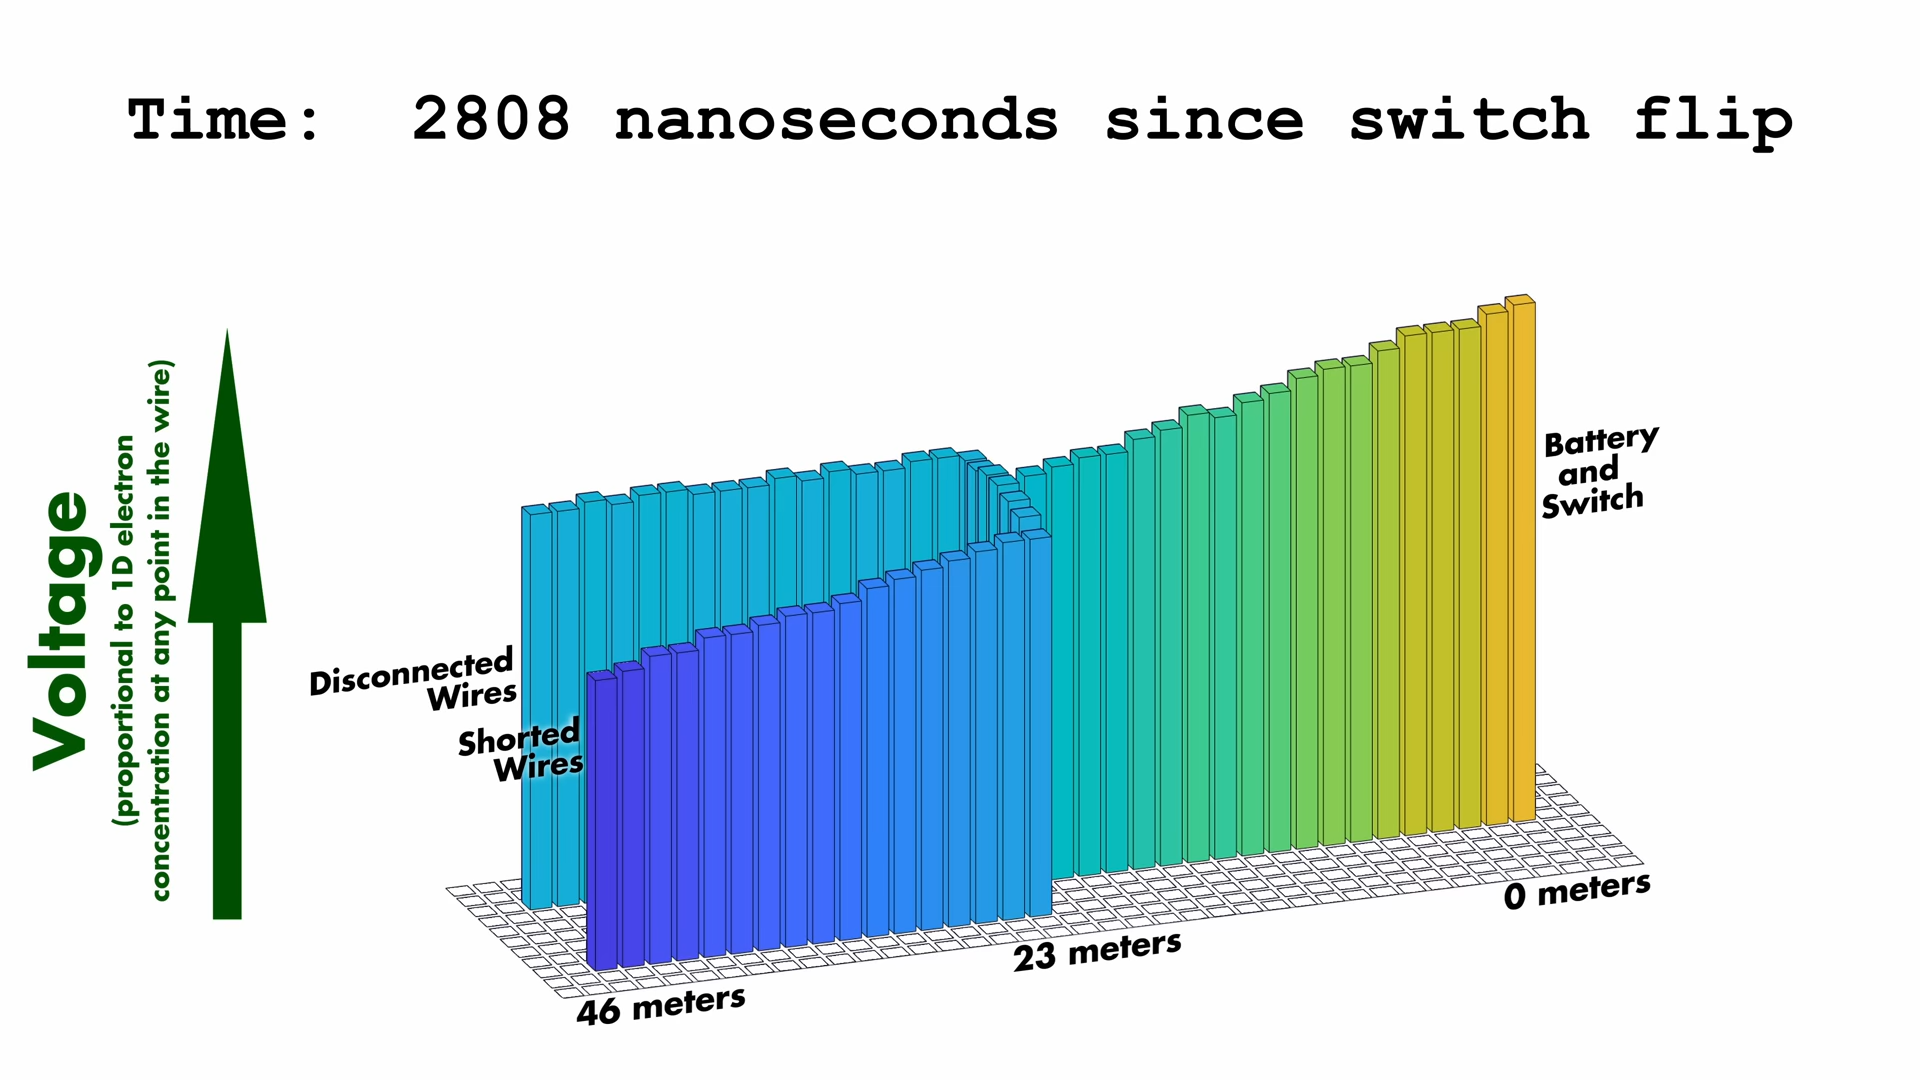 Time:  2808 nanoseconds since switch flip
Voltage
(proportional to 1D electron
concentration at any point in the wire)
Battery
and
Switch
Disconnected
Wires
Shorted
Wires
0 meters
23 meters
46 meters